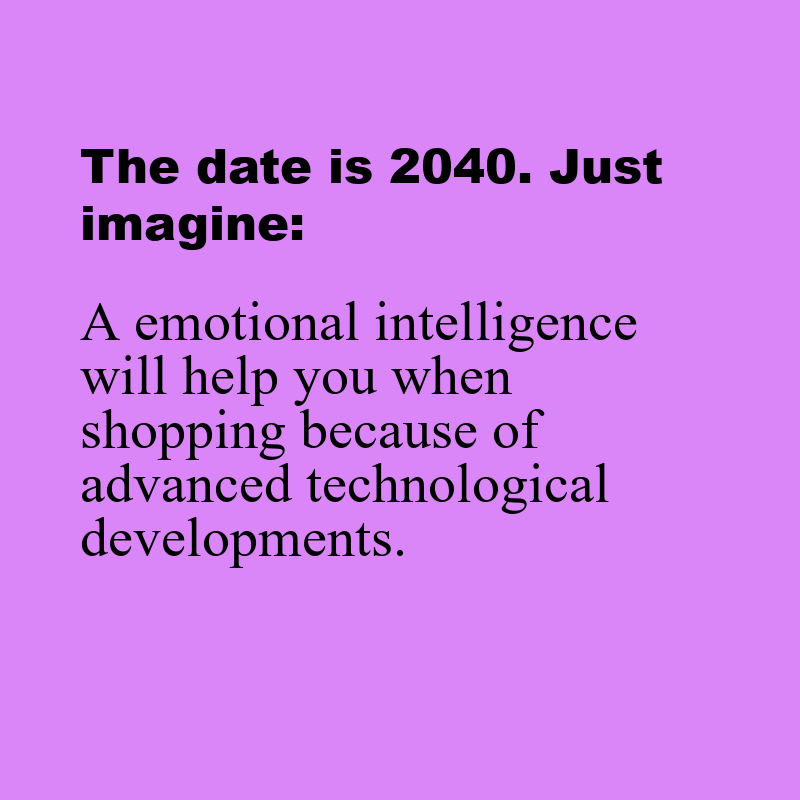 The date is 2040. Just
imagine:
A emotional intelligence
will help you when
shopping because of
advanced technological
developments.